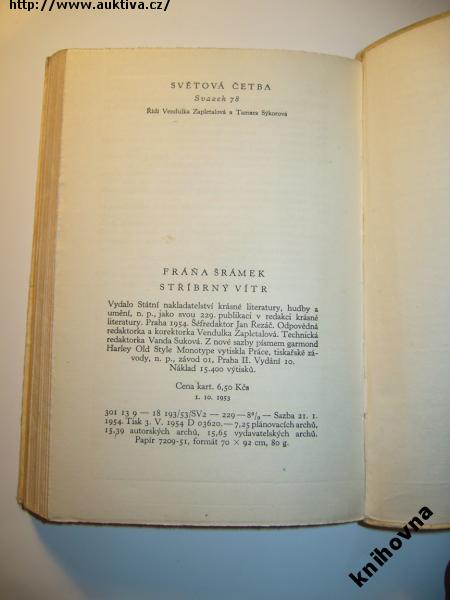 http://www.auktiva.cz
SVĚTOVÁ ČETBA
Svazek 78
Řídí Vendulka Zapletalová a Tamara Sýkorová
FRÁŇA ŠRÁMEK
STŘÍBRNÝ VÍTR
Vydalo Státní nakladatelství krásné literatury, hudby a
umění, n. p., jako svou 229. publikaci v redakci krásné
literatury. Praha 1954. Šéfredaktor Jan Řezáč. Odpovědná
redaktorka a korektorka Vendulka Zapletalová. Technická
redaktorka Vanda Suková. Z nové sazby písmem garmond
Harley Old Style Monotype vytiskla Práce, tiskařské zá-
vody, n. p., závod 01, Praha II. Vydání 10.
Náklad 15.400 výtisků.
Cena kart. 6,50 Kčs
1. 10. 1953
301 13 9 — 18 193/53/SV2 — 229 — 8% — Sazba 21. 1.
1954. Tisk 3. V. 1954 D 03620. — 7,25 plánovacích archů,
15,39 autorských archů, 15,65 vydavatelských archů.
Papír 7209-51, formát 70 × 92 cm, 80 g.
knihovna